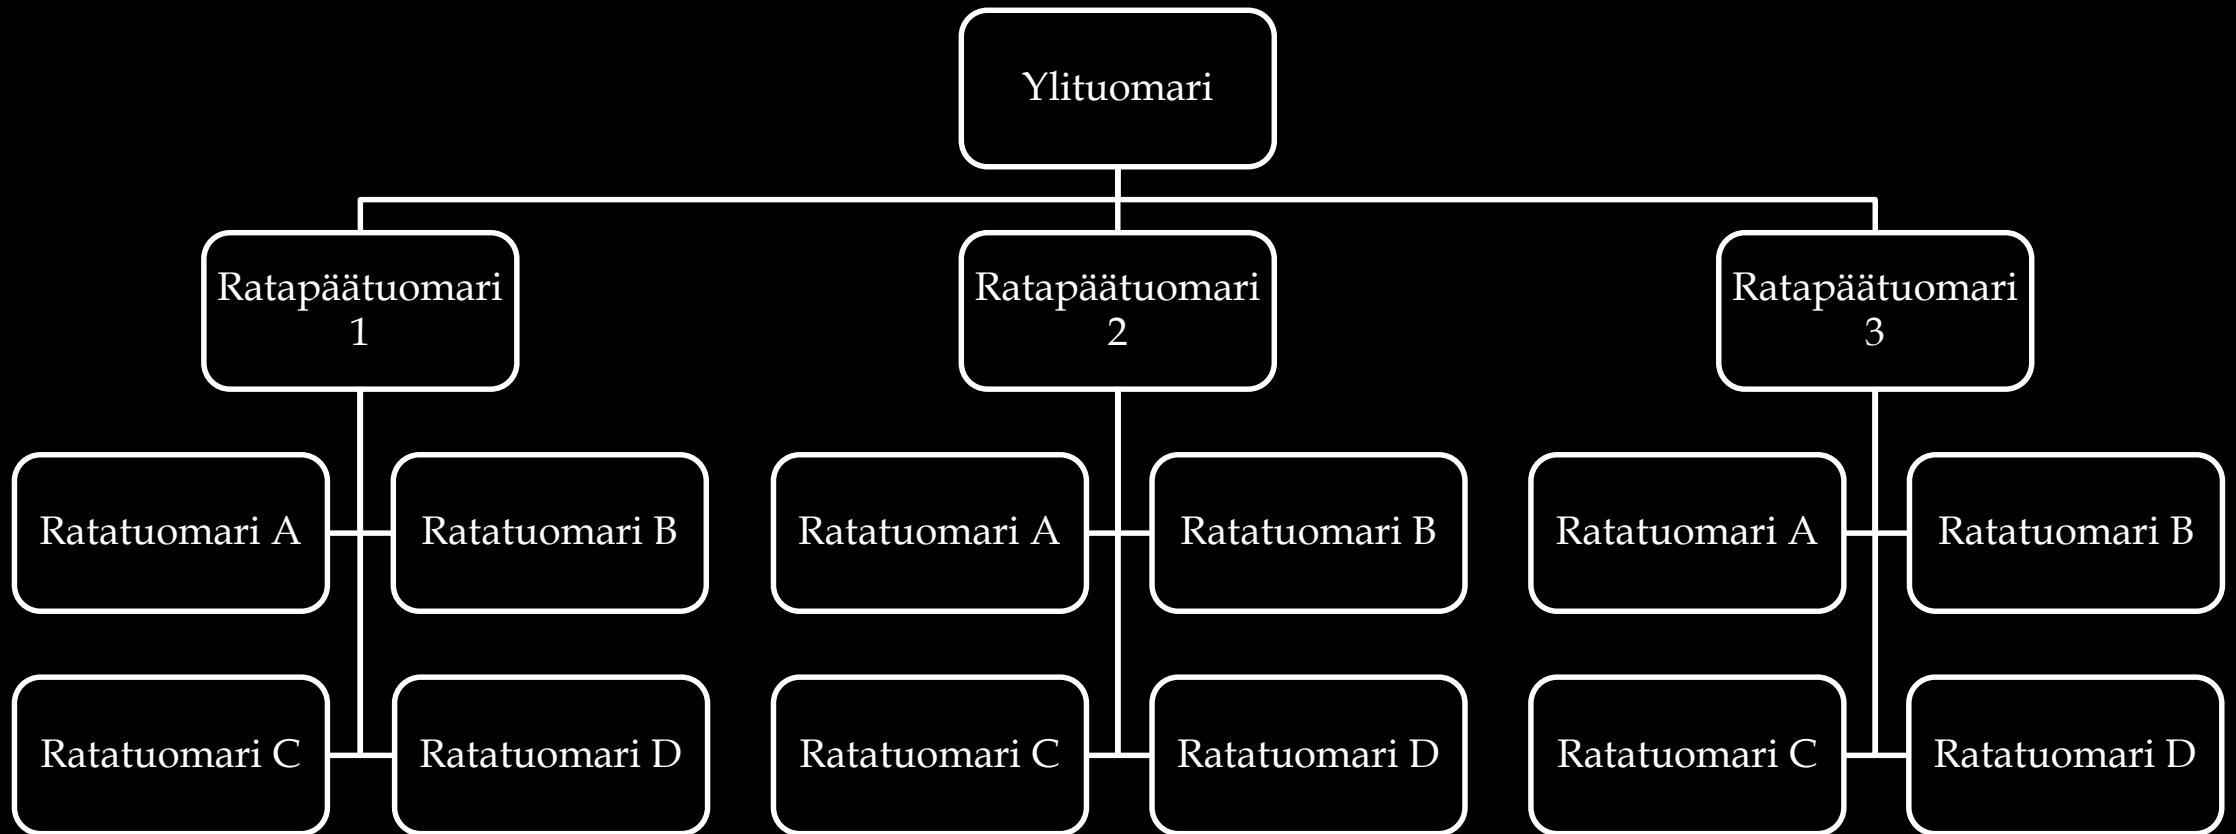 Ylituomari
Ratapäätuomari
1
Ratapäätuomari
2
Ratapäätuomari
3
Ratatuomari A
Ratatuomari B
Ratatuomari A
Ratatuomari B
Ratatuomari A
Ratatuomari B
Ratatuomari C
Ratatuomari D
Ratatuomari C
Ratatuomari D
Ratatuomari C
Ratatuomari D